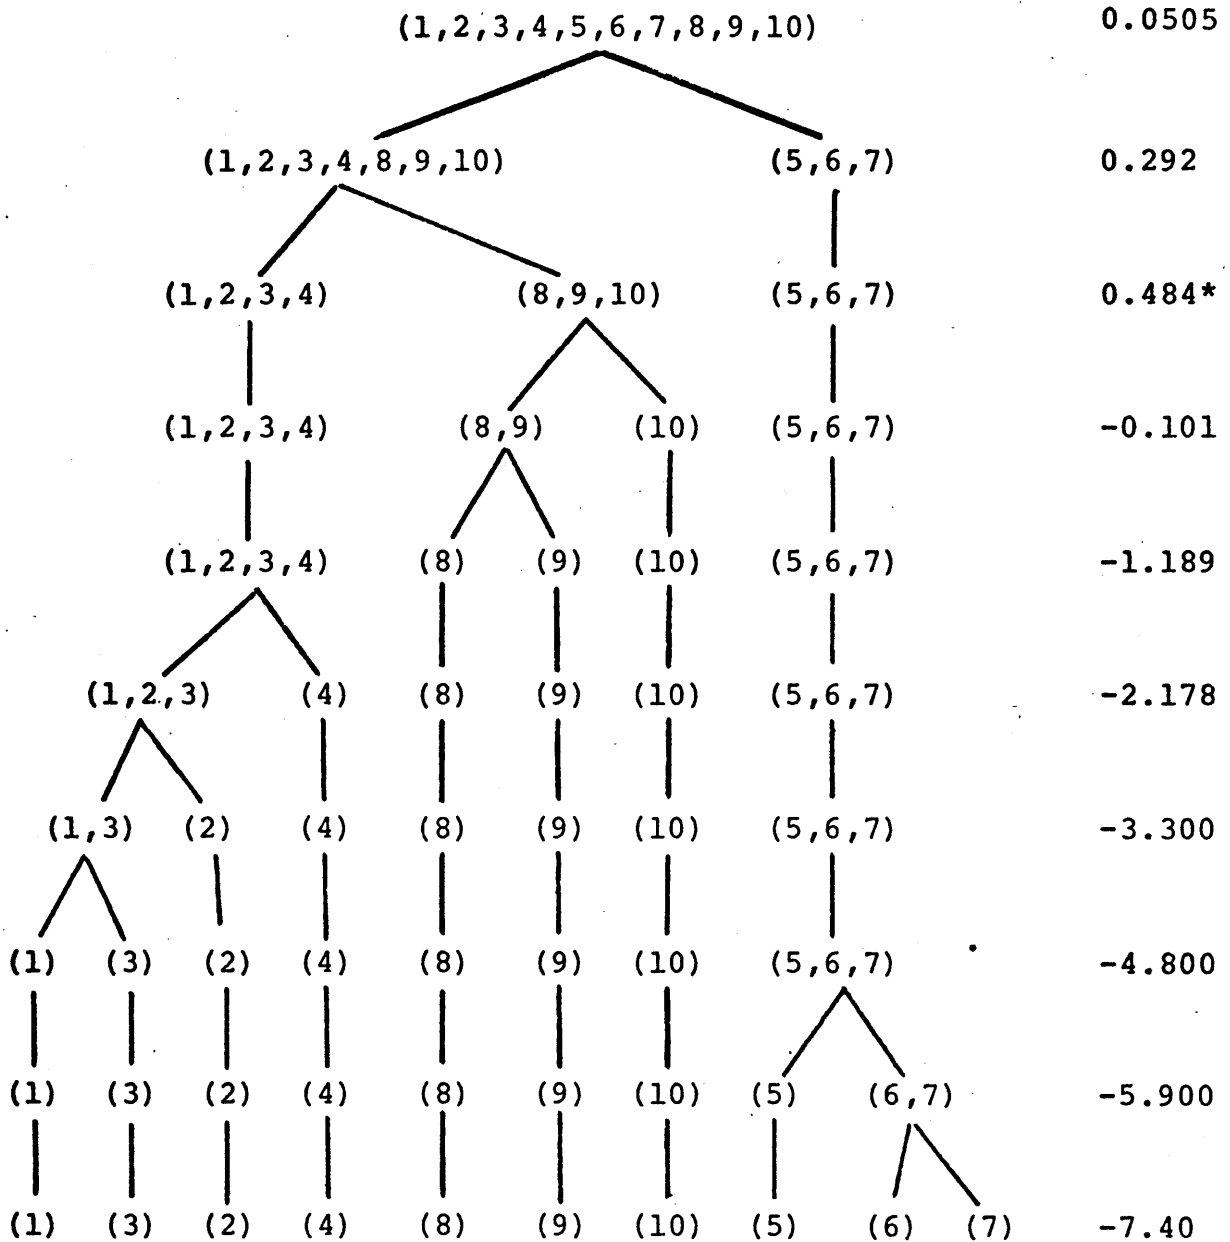 (1,2,3,4,5,6,7,8,9,10) 0.0505
(1,2,3,4,8,9,10) (5,6,7) 0.292
(1,2,3,4) (8,9,10) (5,6,7) 0.484*
(1,2,3,4) (8,9) (10) (5,6,7) -0.101
(1,2,3,4) (8) (9) (10) (5,6,7) -1.189
(1,2,3) (4) (8) (9) (10) (5,6,7) -2.178
(1,3) (2) (4) (8) (9) (10) (5,6,7) -3.300
(1) (3) (2) (4) (8) (9) (10) (5,6,7) -4.800
(1) (3) (2) (4) (8) (9) (10) (5) (6,7) -5.900
(1) (3) (2) (4) (8) (9) (10) (5) (6) (7) -7.40